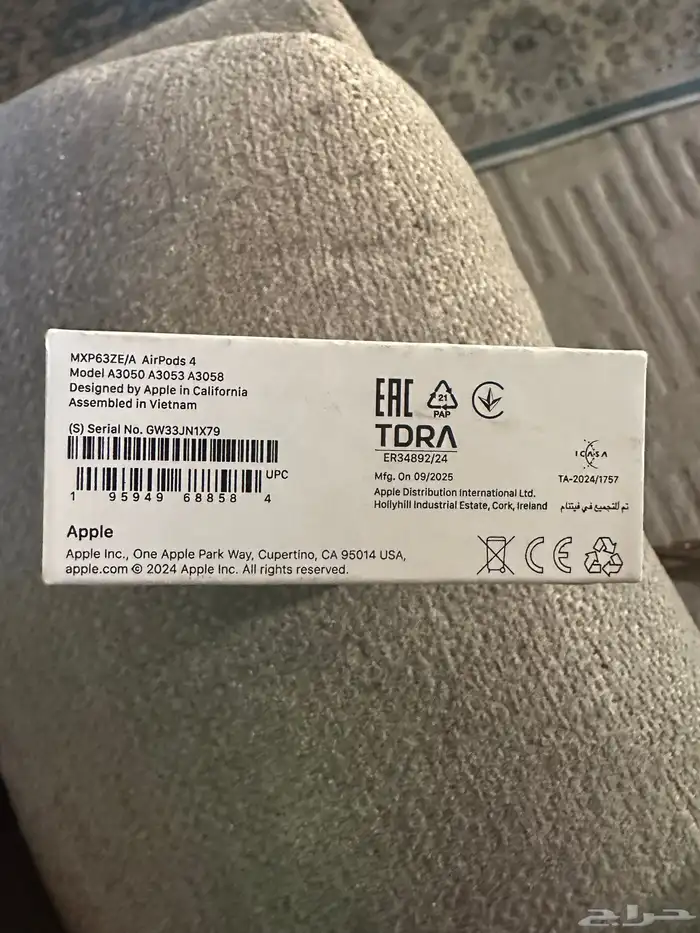 MXP63ZE/A AirPods 4
Model A3050 A3053 A3058
Designed by Apple in California
Assembled in Vietnam
(S) Serial No. GW33JN1X79
UPC
1 95949 68858 4
Apple
Apple Inc., One Apple Park Way, Cupertino, CA 95014 USA,
apple.com © 2024 Apple Inc. All rights reserved.
EAC
21
PAP
TDRA
ER34892/24
Mfg. On 09/2025
Apple Distribution International Ltd.
Hollyhill Industrial Estate, Cork, Ireland
ICASA
TA-2024/1757
تم التجميع في فيتنام
CE
حراج